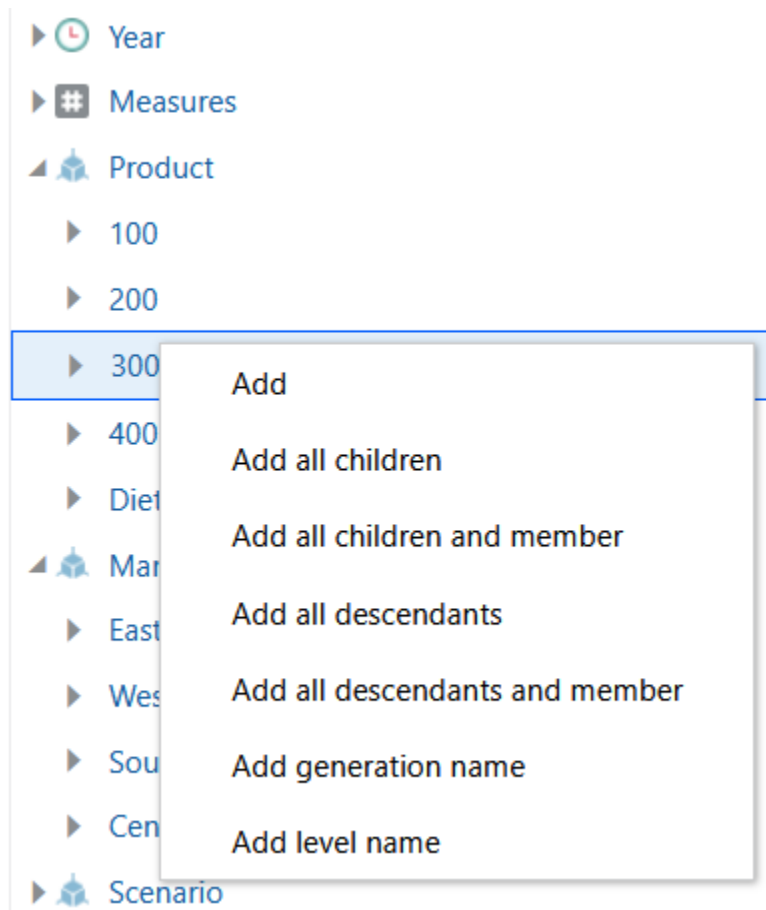 Year
Measures
Product
100
200
300
Add
Add all children
400
Add all children and member
Diet
Add all descendants
Mar
East
Add all descendants and member
Wes
Add generation name
Sou
Cen
Add level name
Scenario